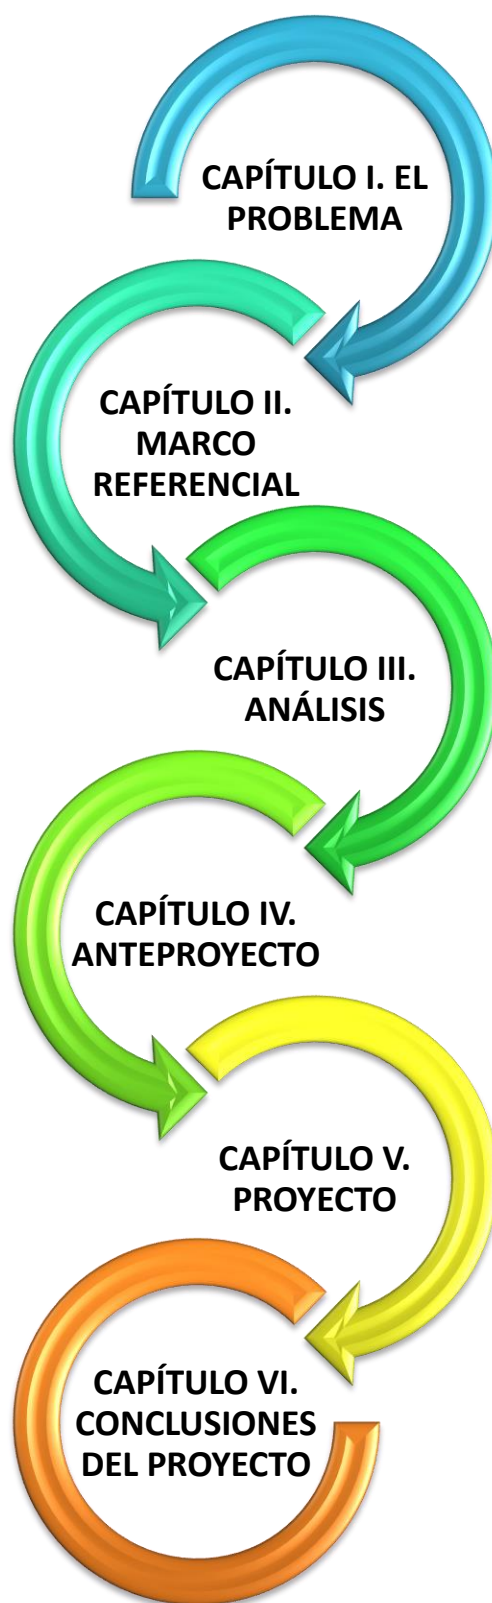 CAPÍTULO I. EL
PROBLEMA
CAPÍTULO II.
MARCO
REFERENCIAL
CAPÍTULO III.
ANÁLISIS
CAPÍTULO IV.
ANTEPROYECTO
CAPÍTULO V.
PROYECTO
CAPÍTULO VI.
CONCLUSIONES
DEL PROYECTO